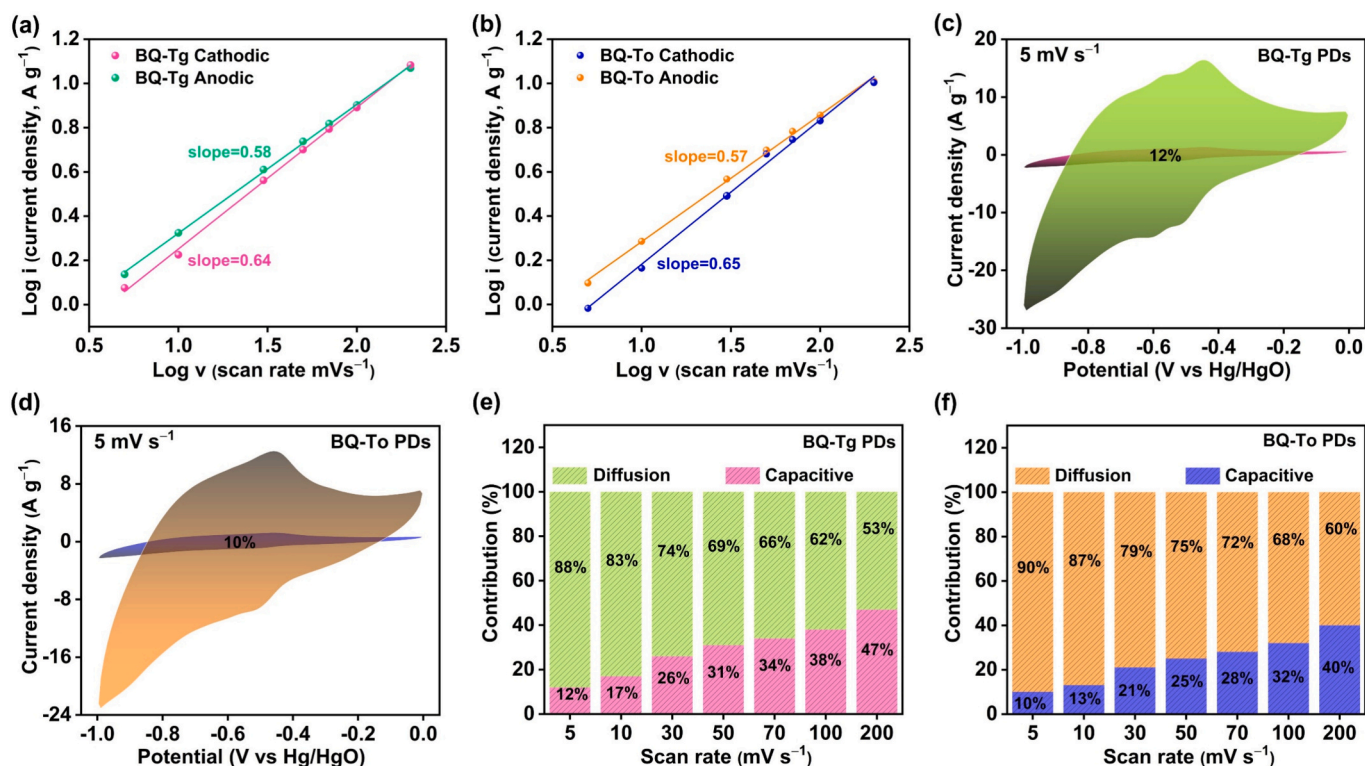 (a)
Log i (current density, A g⁻¹)
1.2
1.0
0.8
0.6
0.4
0.2
0.0
BQ-Tg Cathodic
BQ-Tg Anodic
slope=0.58
slope=0.64
0.5 1.0 1.5 2.0 2.5
Log v (scan rate mVs⁻¹)
(b)
Log i (current density, A g⁻¹)
1.2
1.0
0.8
0.6
0.4
0.2
0.0
BQ-To Cathodic
BQ-To Anodic
slope=0.57
slope=0.65
0.5 1.0 1.5 2.0 2.5
Log v (scan rate mVs⁻¹)
(c)
Current density (A g⁻¹)
20
10
0
-10
-20
-30
5 mV s⁻¹ BQ-Tg PDs
12%
-1.0 -0.8 -0.6 -0.4 -0.2 0.0
Potential (V vs Hg/HgO)
(d)
Current density (A g⁻¹)
16
8
0
-8
-16
-24
5 mV s⁻¹ BQ-To PDs
10%
-1.0 -0.8 -0.6 -0.4 -0.2 0.0
Potential (V vs Hg/HgO)
(e)
Contribution (%)
120
100
80
60
40
20
0
BQ-Tg PDs
Diffusion Capacitive
88% 83% 74% 69% 66% 62% 53%
12% 17% 26% 31% 34% 38% 47%
5 10 30 50 70 100 200
Scan rate (mV s⁻¹)
(f)
Contribution (%)
120
100
80
60
40
20
0
BQ-To PDs
Diffusion Capacitive
90% 87% 79% 75% 72% 68% 60%
10% 13% 21% 25% 28% 32% 40%
5 10 30 50 70 100 200
Scan rate (mV s⁻¹)